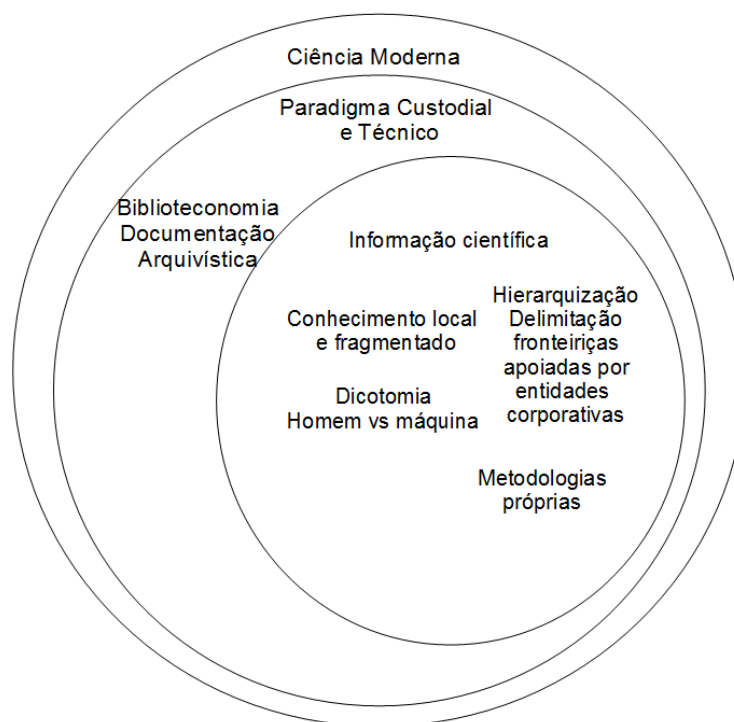 Ciência Moderna
Paradigma Custodial
e Técnico
Biblioteconomia
Documentação
Arquivística
Informação científica
Conhecimento local
e fragmentado
Dicotomia
Homem vs máquina
Hierarquização
Delimitação
fronteiriças
apoiadas por
entidades
corporativas
Metodologias
próprias